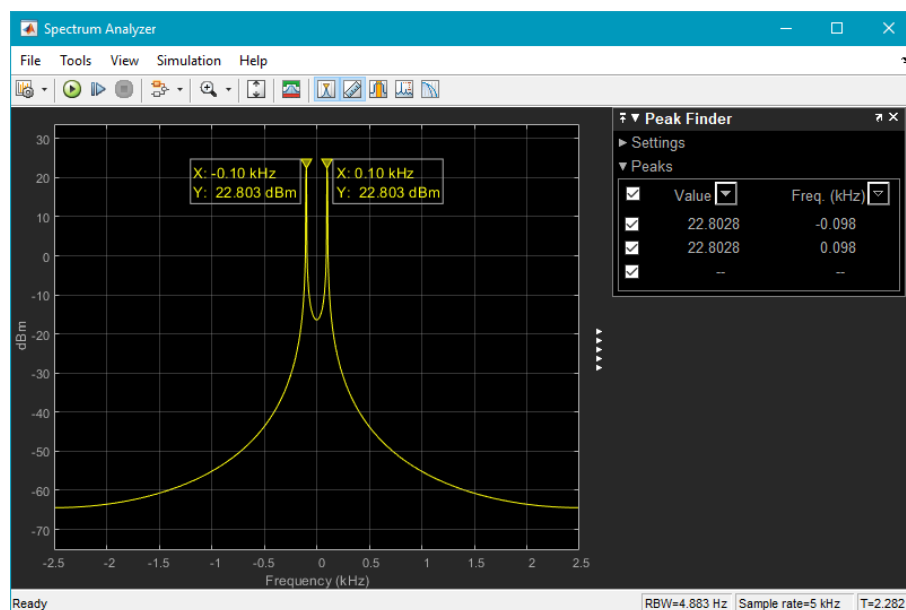 Spectrum Analyzer
File Tools View Simulation Help
30
20
10
0
-10
-20
-30
-40
-50
-60
-70
dBm
X: -0.10 kHz
Y: 22.803 dBm
X: 0.10 kHz
Y: 22.803 dBm
-2.5 -2 -1.5 -1 -0.5 0 0.5 1 1.5 2 2.5
Frequency (kHz)
Peak Finder
Settings
Peaks
Value Freq. (kHz)
22.8028 -0.098
22.8028 0.098
-- --
Ready RBW=4.883 Hz Sample rate=5 kHz T=2.282